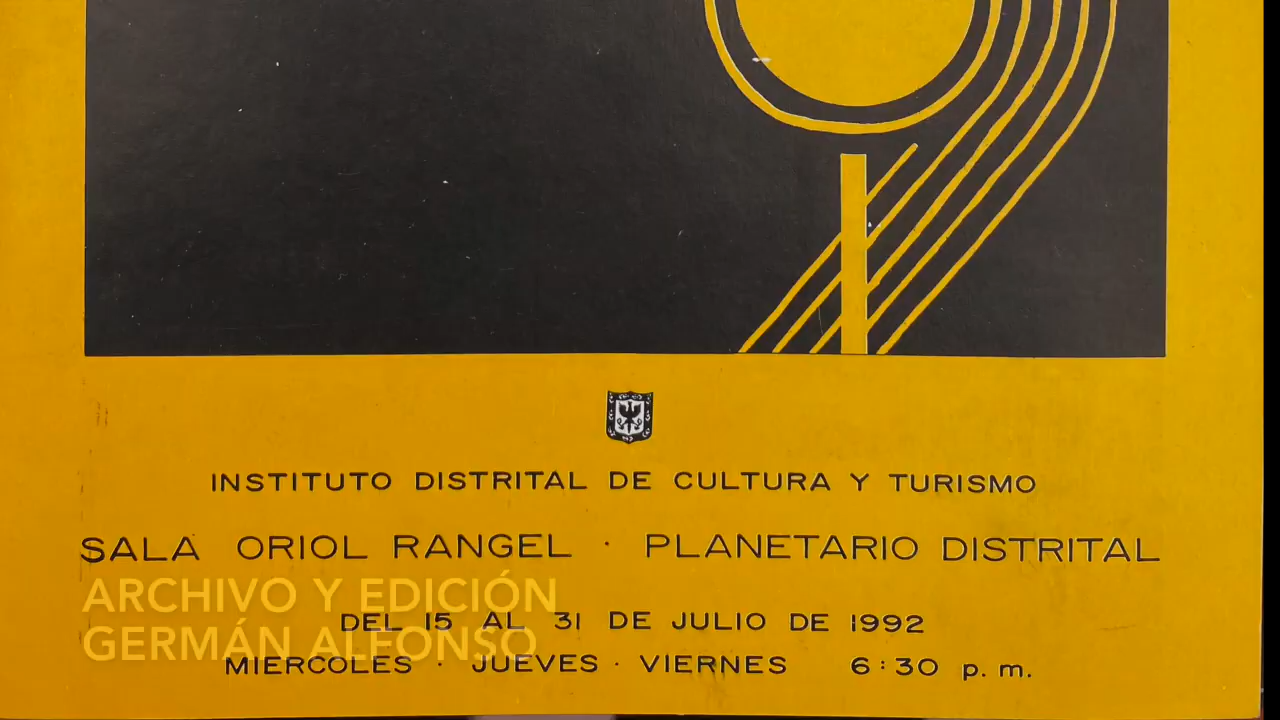 INSTITUTO DISTRITAL DE CULTURA Y TURISMO
SALA ORIOL RANGEL · PLANETARIO DISTRITAL
ARCHIVO Y EDICIÓN
DEL 15 AL 31 DE JULIO DE 1992
GERMÁN ALFONSO
MIERCOLES · JUEVES · VIERNES 6:30 p.m.